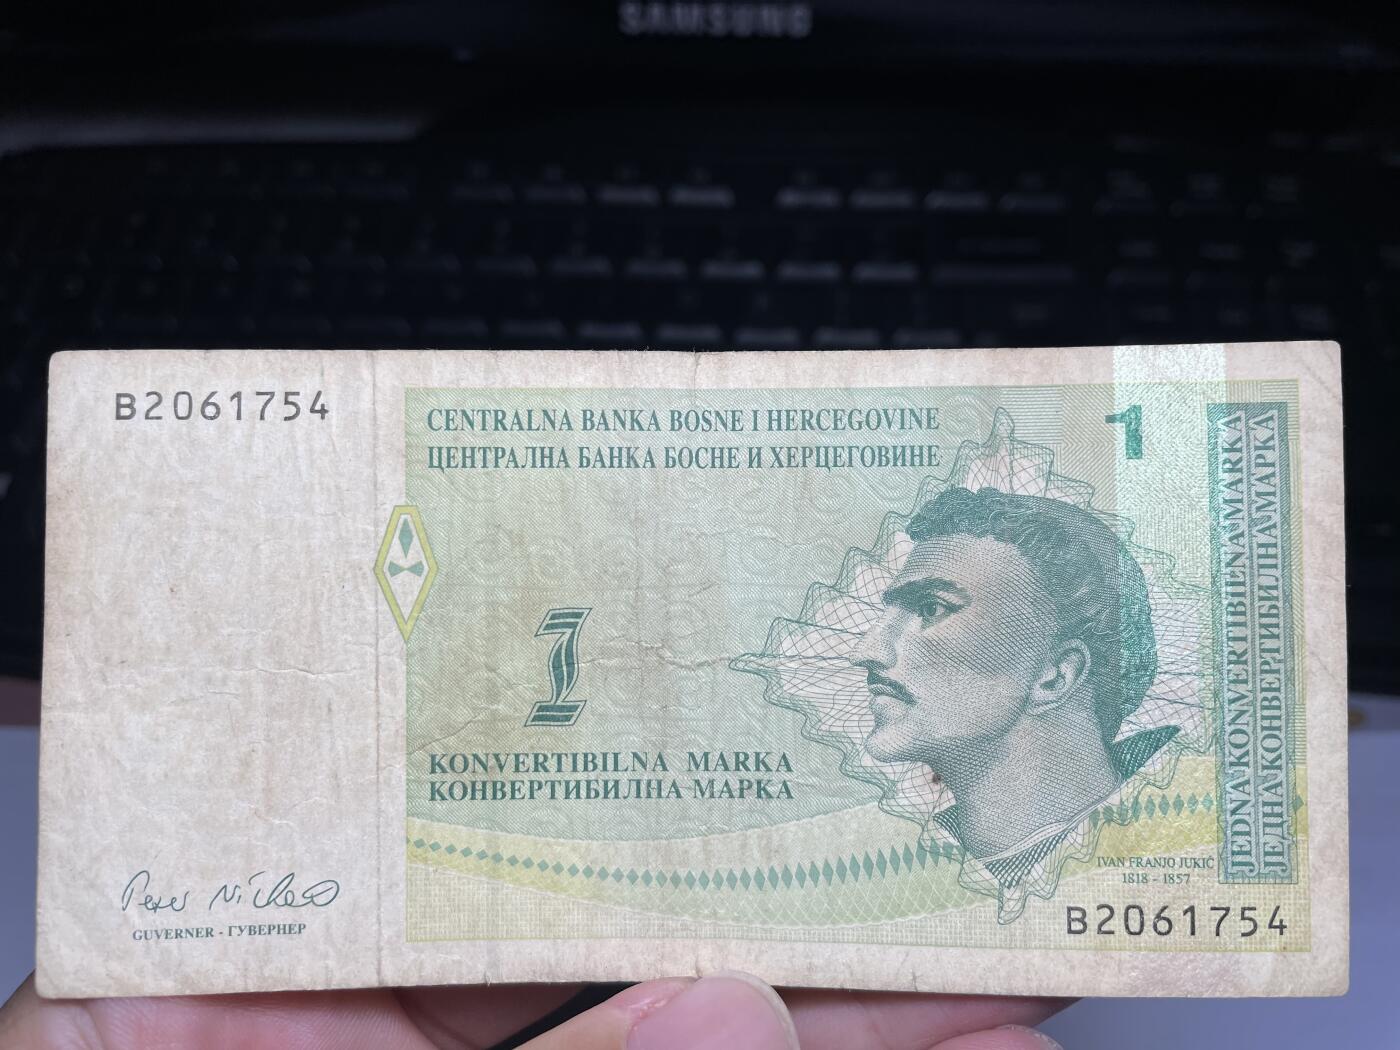 SAMSUNG
B2061754
CENTRALNA BANKA BOSNE I HERCEGOVINE
ЦЕНТРАЛНА БАНКА БОСНЕ И ХЕРЦЕГОВИНЕ
1
1
KONVERTIBILNA MARKA
КОНВЕРТИБИЛНА МАРКА
JEDNA KONVERTIBILNA MARKA
ЈЕДНА КОНВЕРТИБИЛНА МАРКА
IVAN FRANJO JUKIĆ
1818 - 1857
B2061754
GUVERNER - ГУВЕРНЕР